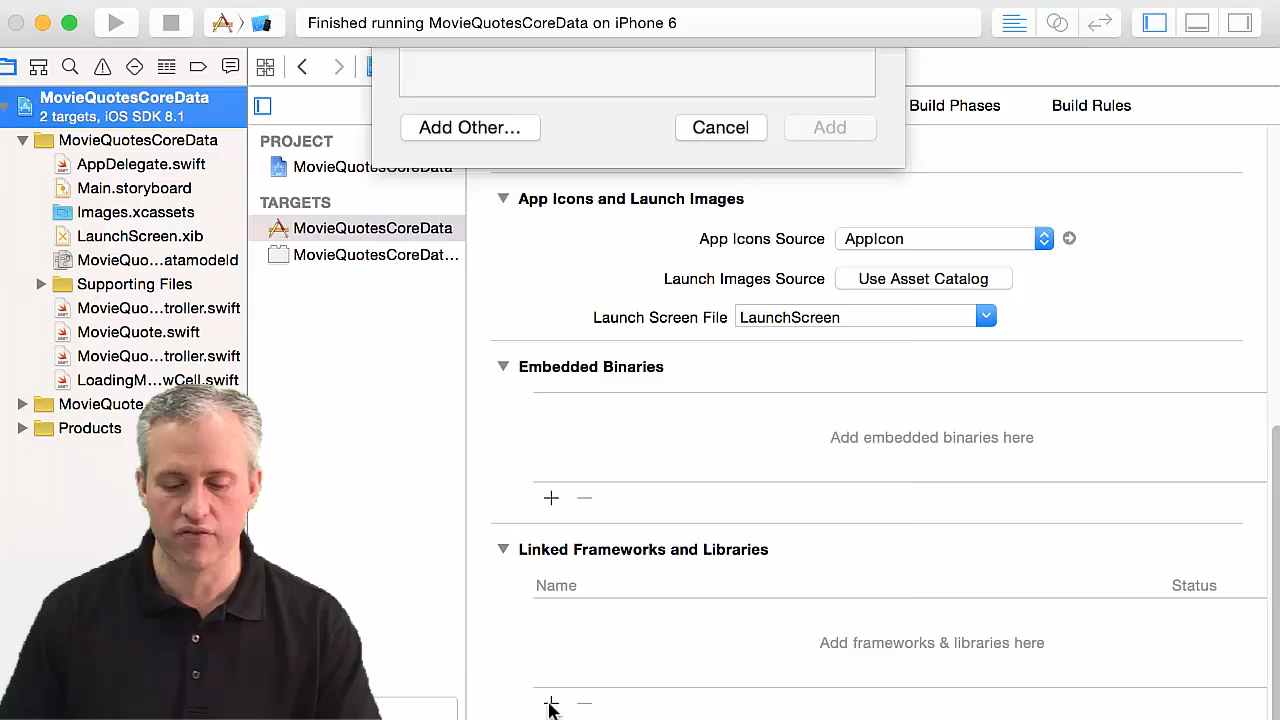 Finished running MovieQuotesCoreData on iPhone 6
MovieQuotesCoreData
2 targets, iOS SDK 8.1
MovieQuotesCoreData
AppDelegate.swift
Main.storyboard
Images.xcassets
LaunchScreen.xib
MovieQuo...atamodeld
Supporting Files
MovieQuo...troller.swift
MovieQuote.swift
MovieQuo...troller.swift
LoadingM...wCell.swift
MovieQuote
Products
PROJECT
MovieQuotesCoreData
TARGETS
MovieQuotesCoreData
MovieQuotesCoreDat...
Add Other...
Cancel
Add
Build Phases
Build Rules
App Icons and Launch Images
App Icons Source
AppIcon
Launch Images Source
Use Asset Catalog
Launch Screen File
LaunchScreen
Embedded Binaries
Add embedded binaries here
Linked Frameworks and Libraries
Name
Status
Add frameworks & libraries here